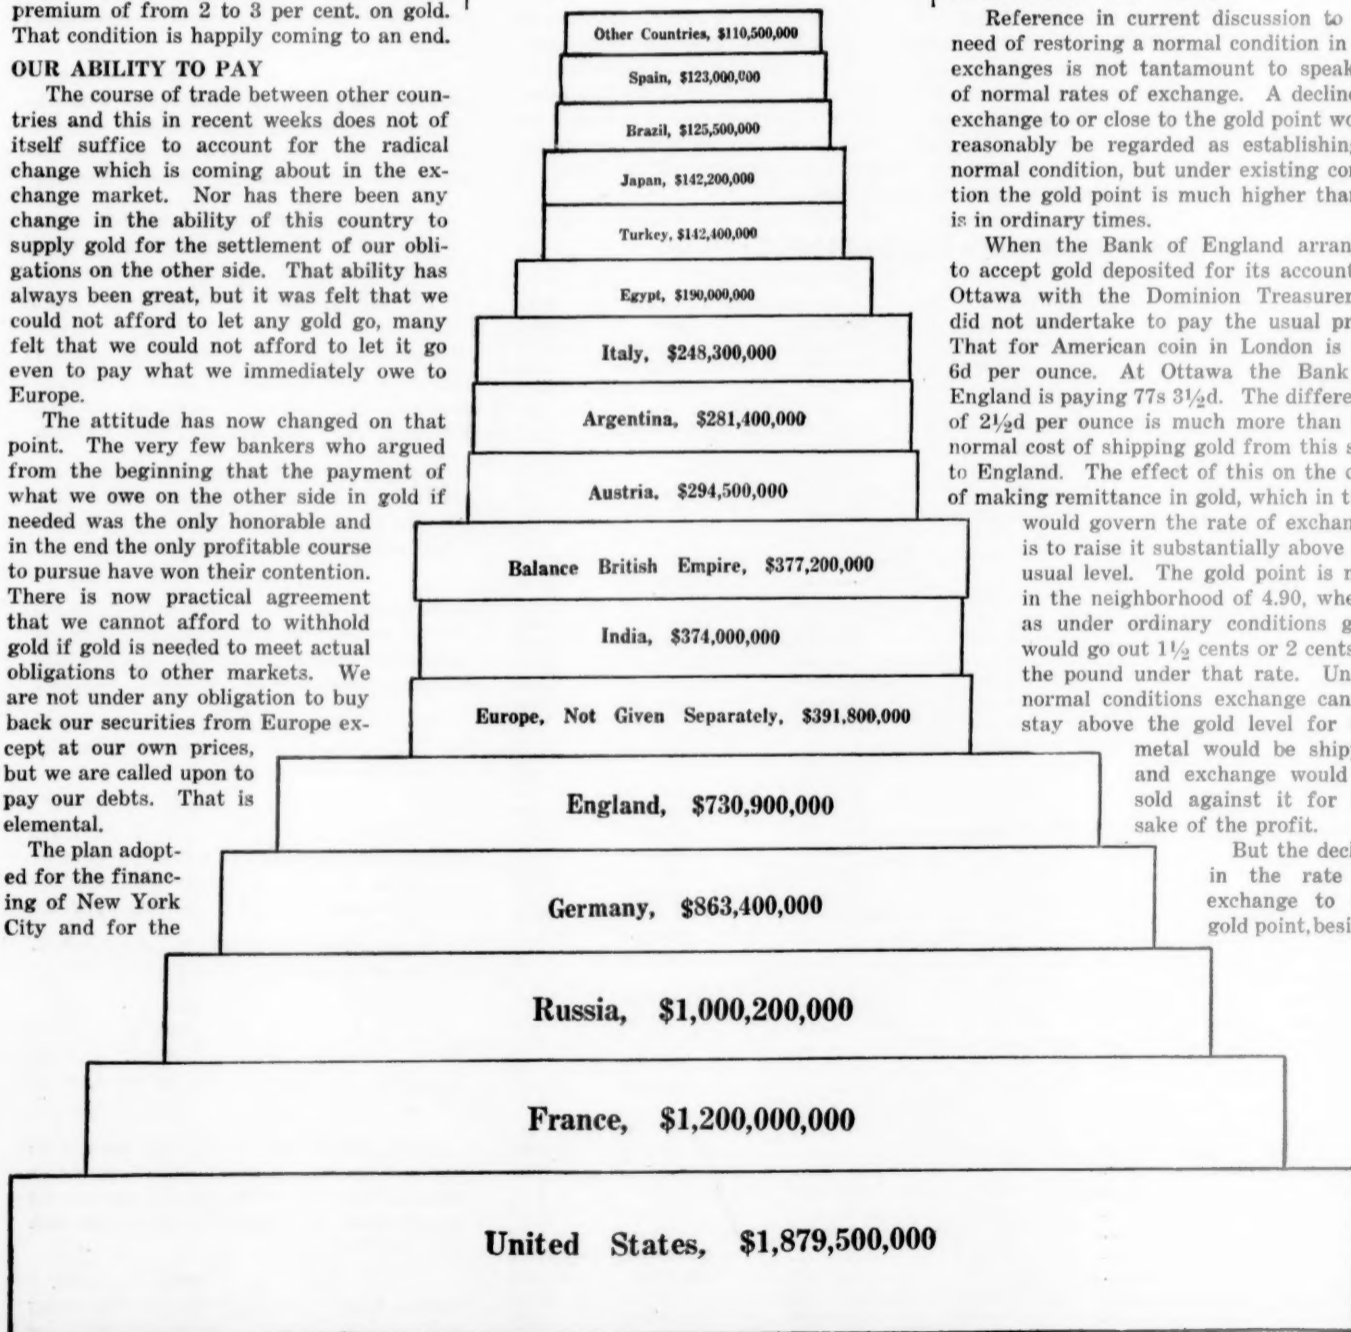 premium of from 2 to 3 per cent. on gold.
That condition is happily coming to an end.
OUR ABILITY TO PAY
The course of trade between other coun-
tries and this in recent weeks does not of
itself suffice to account for the radical
change which is coming about in the ex-
change market. Nor has there been any
change in the ability of this country to
supply gold for the settlement of our obli-
gations on the other side. That ability has
always been great, but it was felt that we
could not afford to let any gold go, many
felt that we could not afford to let it go
even to pay what we immediately owe to
Europe.
The attitude has now changed on that
point. The very few bankers who argued
from the beginning that the payment of
what we owe on the other side in gold if
needed was the only honorable and
in the end the only profitable course
to pursue have won their contention.
There is now practical agreement
that we cannot afford to withhold
gold if gold is needed to meet actual
obligations to other markets. We
are not under any obligation to buy
back our securities from Europe ex-
cept at our own prices,
but we are called upon to
pay our debts. That is
elemental.
The plan adopt-
ed for the financ-
ing of New York
City and for the
Other Countries, $110,500,000
Spain, $123,000,000
Brazil, $125,500,000
Japan, $142,200,000
Turkey, $142,400,000
Egypt, $190,000,000
Italy, $248,300,000
Argentina, $281,400,000
Austria, $294,500,000
Balance British Empire, $377,200,000
India, $374,000,000
Europe, Not Given Separately, $391,800,000
England, $730,900,000
Germany, $863,400,000
Russia, $1,000,200,000
France, $1,200,000,000
United States, $1,879,500,000
Reference in current discussion to
need of restoring a normal condition in
exchanges is not tantamount to speak
of normal rates of exchange. A decline
exchange to or close to the gold point wo
reasonably be regarded as establishing
normal condition, but under existing con
tion the gold point is much higher than
is in ordinary times.
When the Bank of England arran
to accept gold deposited for its account
Ottawa with the Dominion Treasurer
did not undertake to pay the usual pr
That for American coin in London is
6d per ounce. At Ottawa the Bank
England is paying 77s 3½d. The differe
of 2½d per ounce is much more than
normal cost of shipping gold from this s
to England. The effect of this on the c
of making remittance in gold, which in t
would govern the rate of exchan
is to raise it substantially above
usual level. The gold point is n
in the neighborhood of 4.90, whe
as under ordinary conditions g
would go out 1½ cents or 2 cents
the pound under that rate. Un
normal conditions exchange can
stay above the gold level for
metal would be ship
and exchange would
sold against it for
sake of the profit.
But the decl
in the rate
exchange to
gold point, besi